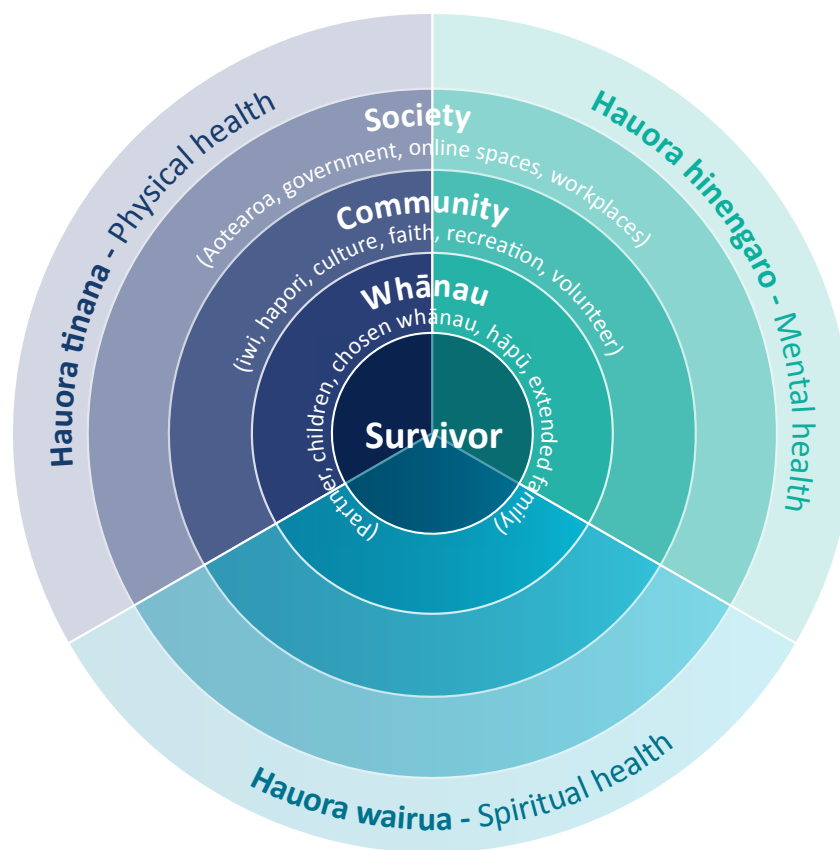 Hauora tinana - Physical health
Hauora hinengaro - Mental health
Society
(Aotearoa, government, online spaces, workplaces)
Community
(iwi, hapori, culture, faith, recreation, volunteer)
Whānau
(Partner, children, chosen whānau, hāpū, extended family)
Survivor
Hauora wairua - Spiritual health